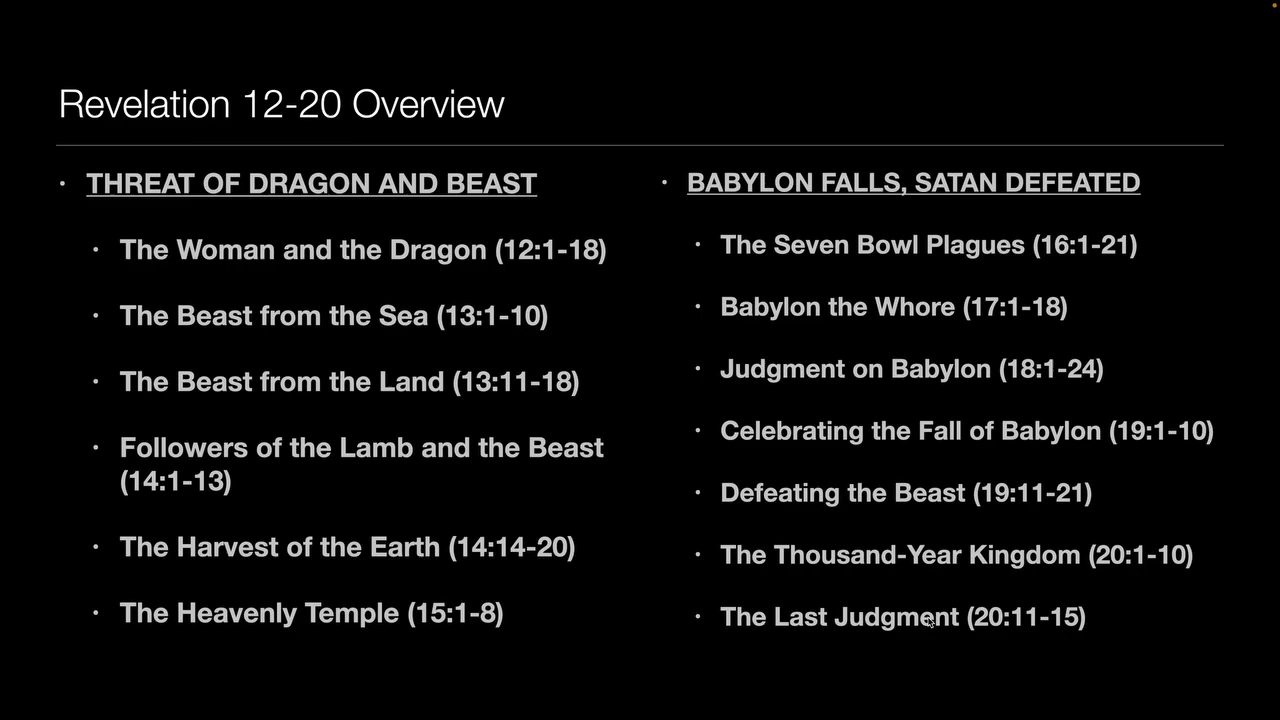 Revelation 12-20 Overview
• THREAT OF DRAGON AND BEAST
• The Woman and the Dragon (12:1-18)
• The Beast from the Sea (13:1-10)
• The Beast from the Land (13:11-18)
• Followers of the Lamb and the Beast
(14:1-13)
• The Harvest of the Earth (14:14-20)
• The Heavenly Temple (15:1-8)
• BABYLON FALLS, SATAN DEFEATED
• The Seven Bowl Plagues (16:1-21)
• Babylon the Whore (17:1-18)
• Judgment on Babylon (18:1-24)
• Celebrating the Fall of Babylon (19:1-10)
• Defeating the Beast (19:11-21)
• The Thousand-Year Kingdom (20:1-10)
• The Last Judgment (20:11-15)